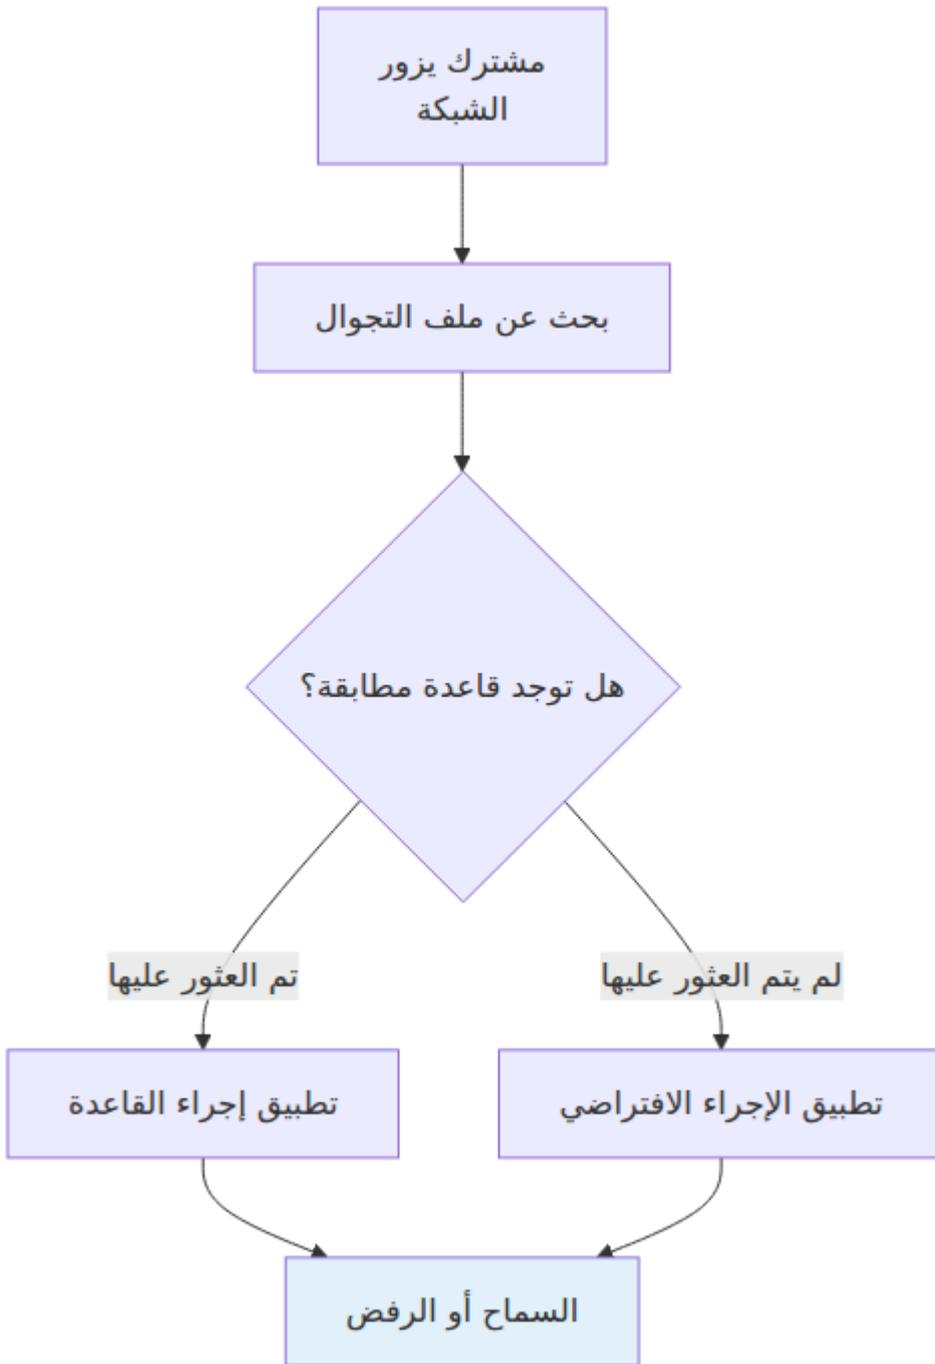 مشترك يزور
الشبكة
بحث عن ملف التجوال
هل توجد قاعدة مطابقة؟
تم العثور عليها
لم يتم العثور عليها
تطبيق إجراء القاعدة
تطبيق الإجراء الافتراضي
السماح أو الرفض